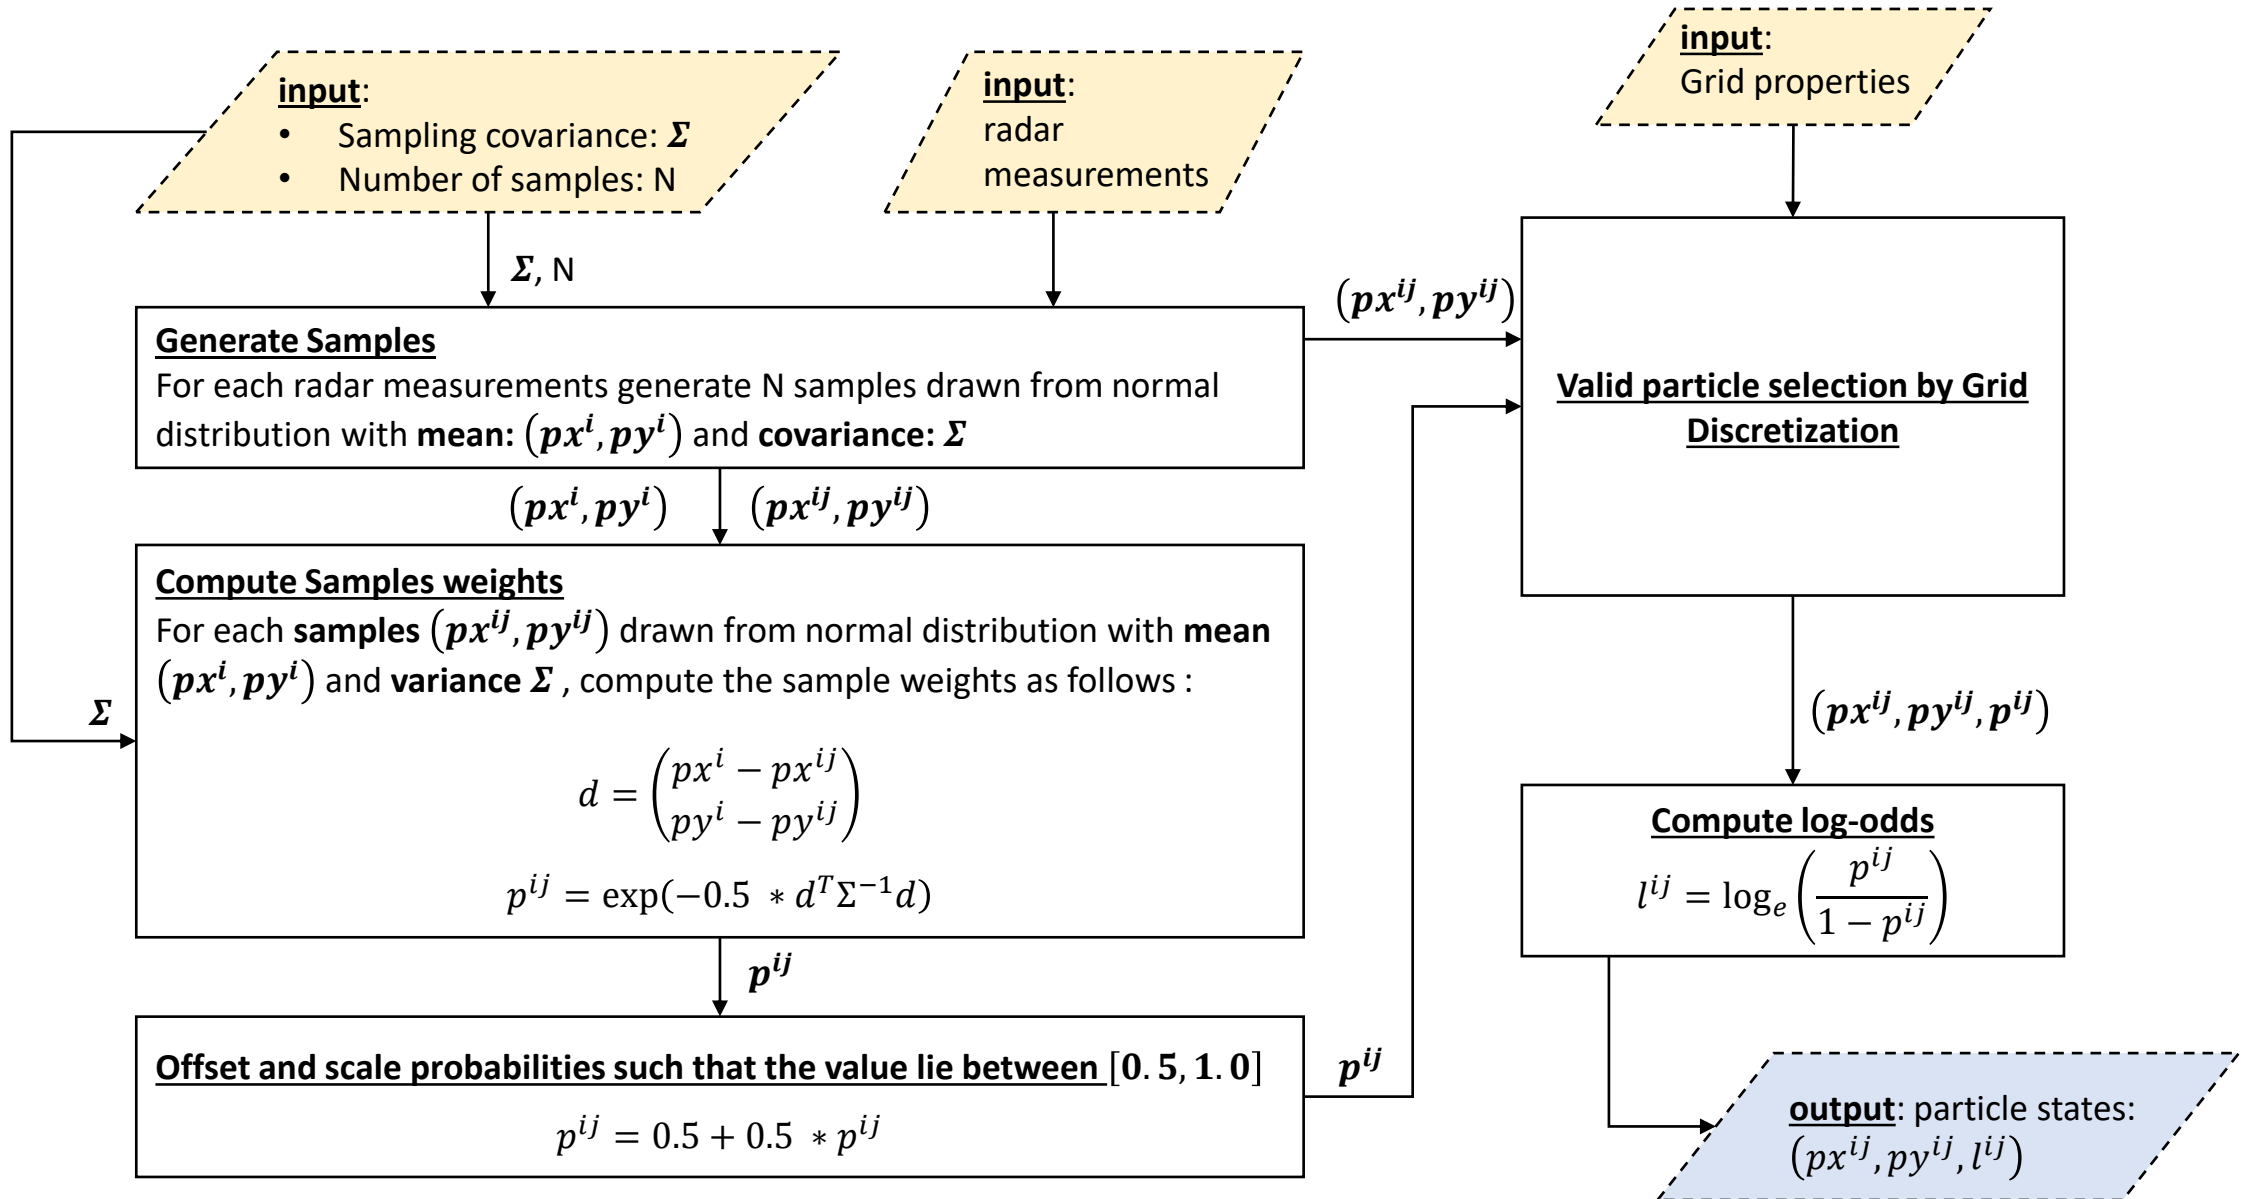 input:
• Sampling covariance: Σ
• Number of samples: N
input:
radar
measurements
input:
Grid properties
Σ, N
Generate Samples
For each radar measurements generate N samples drawn from normal
distribution with mean: (px^i, py^i) and covariance: Σ
(px^ij, py^ij)
Valid particle selection by Grid
Discretization
(px^i, py^i) (px^ij, py^ij)
Compute Samples weights
For each samples (px^ij, py^ij) drawn from normal distribution with mean
(px^i, py^i) and variance Σ , compute the sample weights as follows :
Σ
d = (px^i − px^ij
py^i − py^ij)
p^ij = exp(−0.5 ∗ d^T Σ^−1 d)
(px^ij, py^ij, p^ij)
Compute log-odds
l^ij = log_e (p^ij / (1 − p^ij))
p^ij
Offset and scale probabilities such that the value lie between [0.5, 1.0]
p^ij = 0.5 + 0.5 ∗ p^ij
p^ij
output: particle states:
(px^ij, py^ij, l^ij)